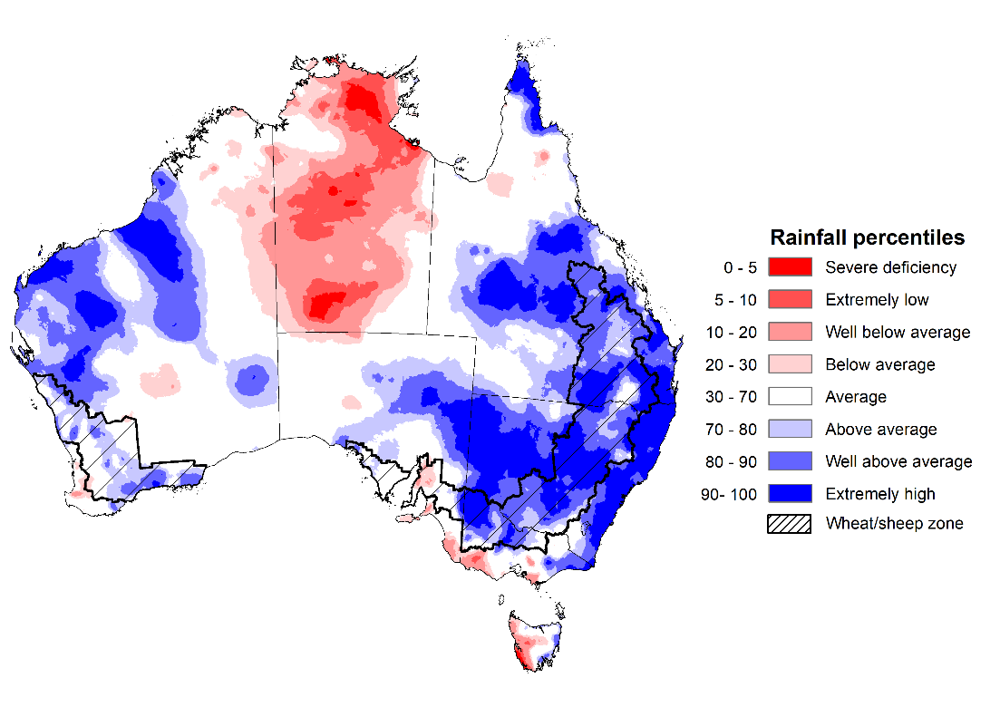 Rainfall percentiles
0 - 5 Severe deficiency
5 - 10 Extremely low
10 - 20 Well below average
20 - 30 Below average
30 - 70 Average
70 - 80 Above average
80 - 90 Well above average
90- 100 Extremely high
Wheat/sheep zone